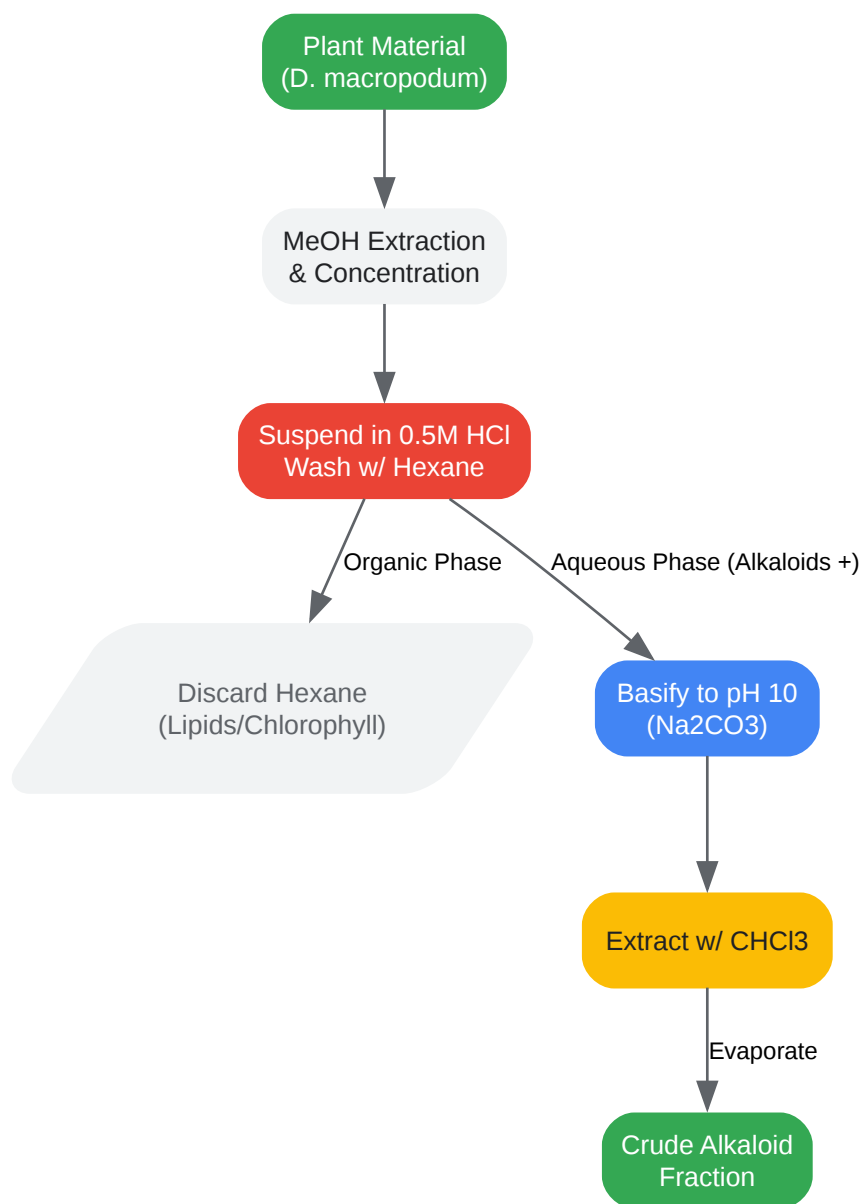 Plant Material
(D. macropodum)
MeOH Extraction
& Concentration
Suspend in 0.5M HCl
Wash w/ Hexane
Organic Phase
Aqueous Phase (Alkaloids +)
Discard Hexane
(Lipids/Chlorophyll)
Basify to pH 10
(Na2CO3)
Extract w/ CHCl3
Evaporate
Crude Alkaloid
Fraction